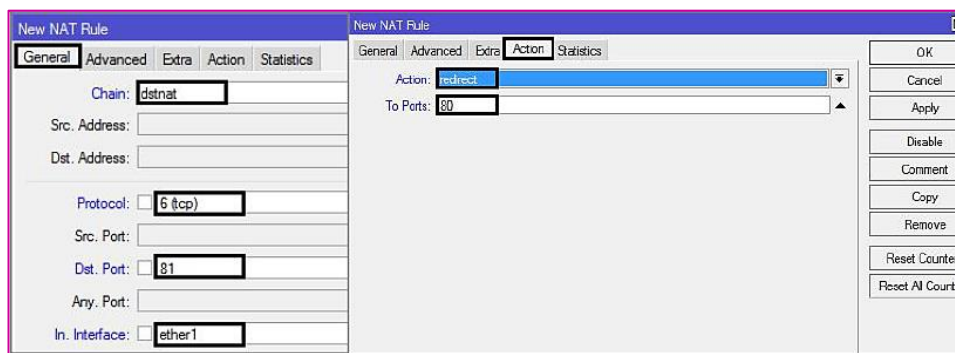 New NAT Rule
General Advanced Extra Action Statistics
Chain: dstnat
Src. Address:
Dst. Address:
Protocol: 6 (tcp)
Src. Port:
Dst. Port: 81
Any. Port:
In. Interface: ether1
New NAT Rule
General Advanced Extra Action Statistics
Action: redirect
To Ports: 80
OK
Cancel
Apply
Disable
Comment
Copy
Remove
Reset Counte
Reset All Count